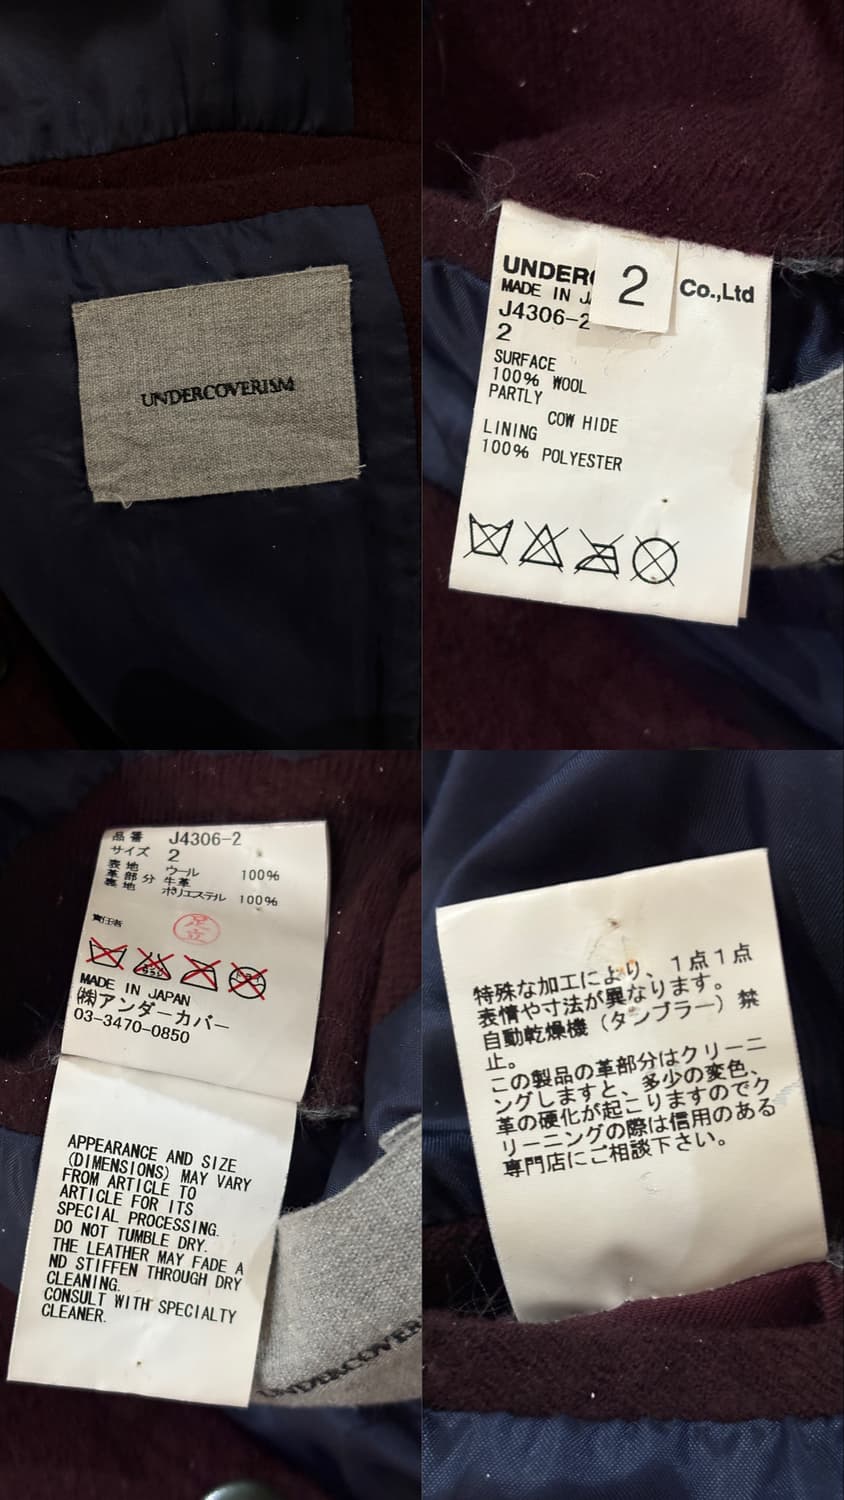 UNDERCOVERISM
UNDERC
2
Co.,Ltd
MADE IN JA
J4306-2
2
SURFACE
100% WOOL
PARTLY
COW HIDE
LINING
100% POLYESTER
品番 J4306-2
サイズ 2
表地 ウール 100%
革部分 牛革
裏地 ポリエステル 100%
責任者
足立
MADE IN JAPAN
㈱アンダーカバー
03-3470-0850
APPEARANCE AND SIZE
(DIMENSIONS) MAY VARY
FROM ARTICLE TO
ARTICLE FOR ITS
SPECIAL PROCESSING.
DO NOT TUMBLE DRY.
THE LEATHER MAY FADE A
ND STIFFEN THROUGH DRY
CLEANING.
CONSULT WITH SPECIALTY
CLEANER.
UNDERCOVER
特殊な加工により、1点1点
表情や寸法が異なります。
自動乾燥機（タンブラー）禁
止。
この製品の革部分はクリーニ
ングしますと、多少の変色、
革の硬化が起こりますのでク
リーニングの際は信用のある
専門店にご相談下さい。